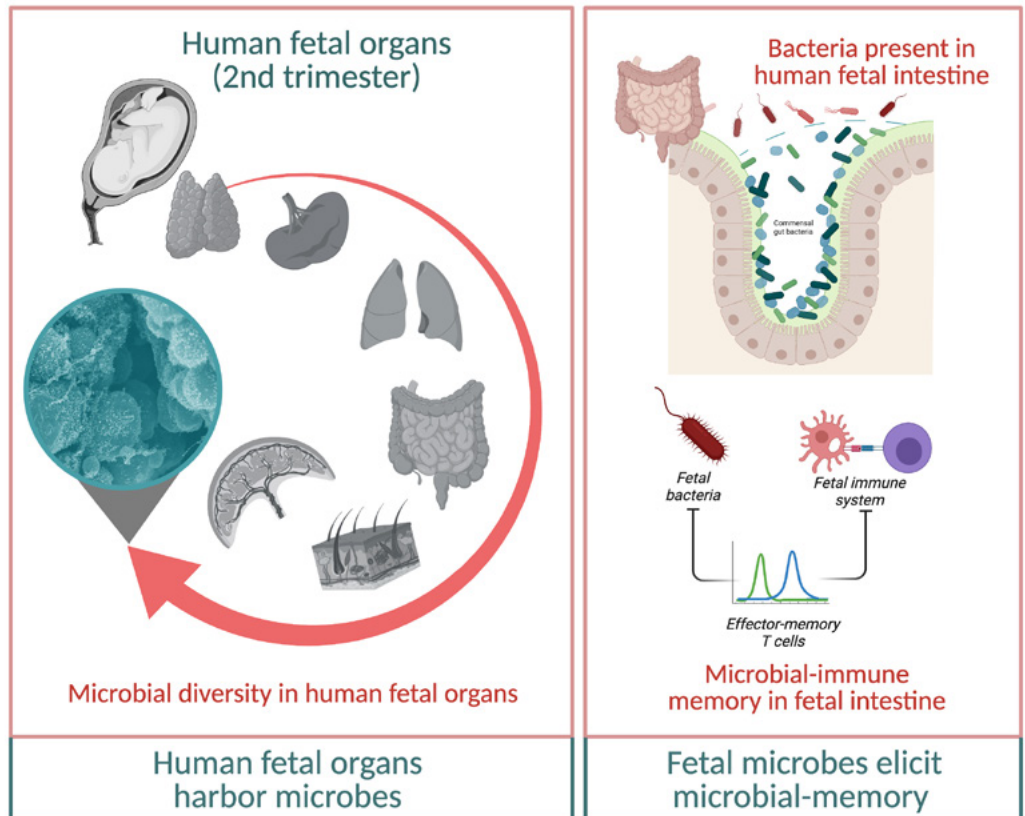 Human fetal organs
(2nd trimester)
Microbial diversity in human fetal organs
Human fetal organs
harbor microbes
Bacteria present in
human fetal intestine
Commensal
gut bacteria
Fetal
bacteria
Fetal immune
system
Effector-memory
T cells
Microbial-immune
memory in fetal intestine
Fetal microbes elicit
microbial-memory